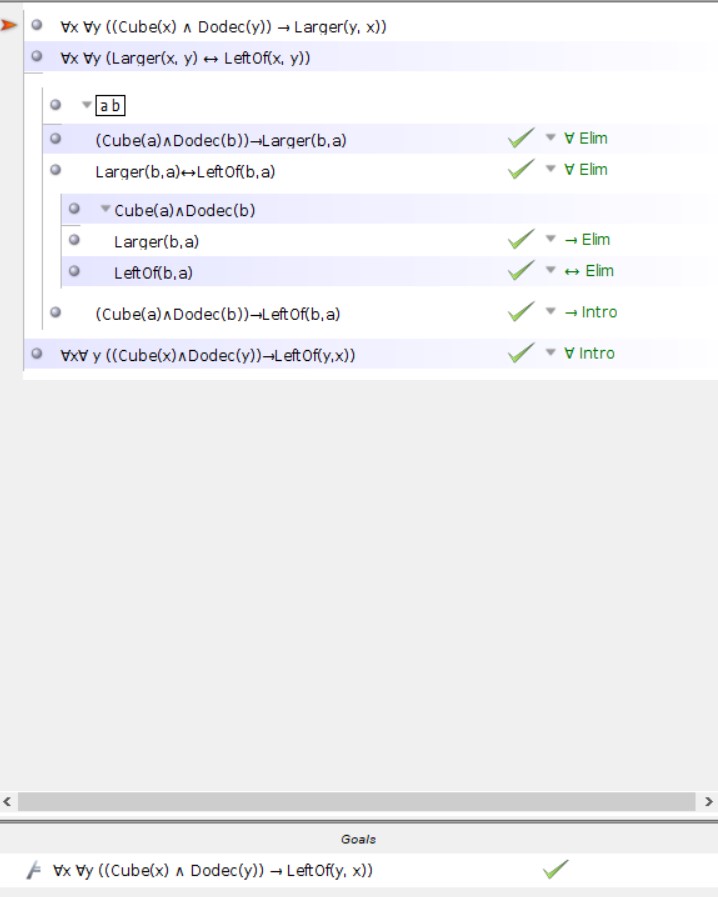 ∀x ∀y ((Cube(x) ∧ Dodec(y)) → Larger(y, x))
∀x ∀y (Larger(x, y) ↔ LeftOf(x, y))
a b
(Cube(a)∧Dodec(b))→Larger(b,a) ∀ Elim
Larger(b,a)↔LeftOf(b,a) ∀ Elim
Cube(a)∧Dodec(b)
Larger(b,a) → Elim
LeftOf(b,a) ↔ Elim
(Cube(a)∧Dodec(b))→LeftOf(b,a) → Intro
∀x∀ y ((Cube(x)∧Dodec(y))→LeftOf(y,x)) ∀ Intro
Goals
∀x ∀y ((Cube(x) ∧ Dodec(y)) → LeftOf(y, x))